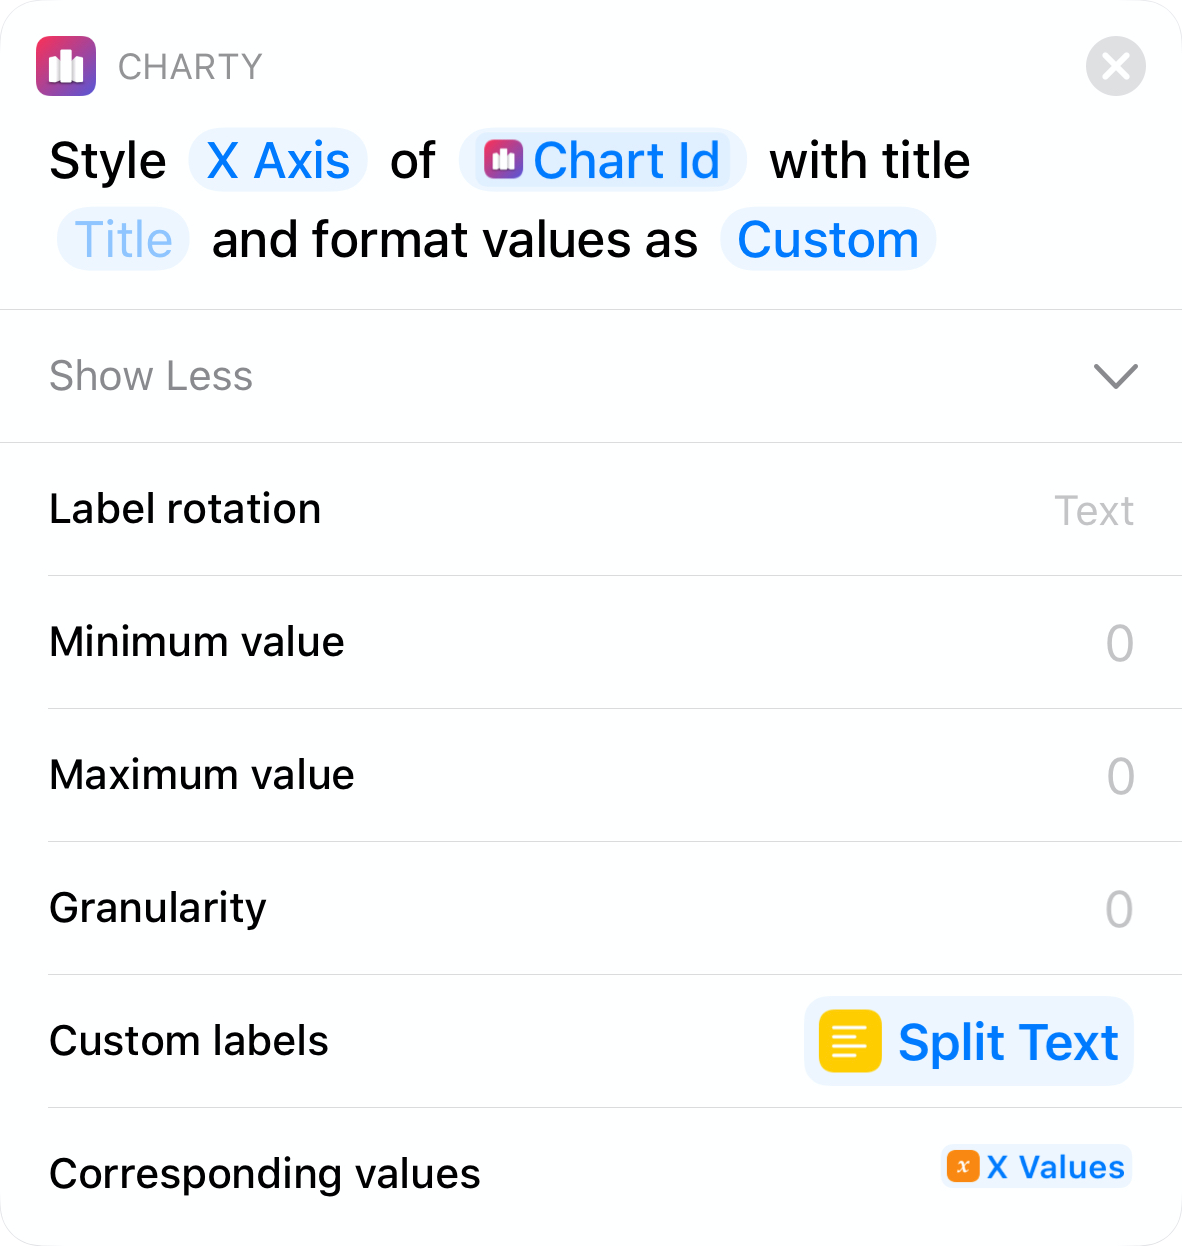 CHARTY
Style X Axis of Chart Id with title
Title and format values as Custom
Show Less
Label rotation Text
Minimum value 0
Maximum value 0
Granularity 0
Custom labels Split Text
Corresponding values x X Values